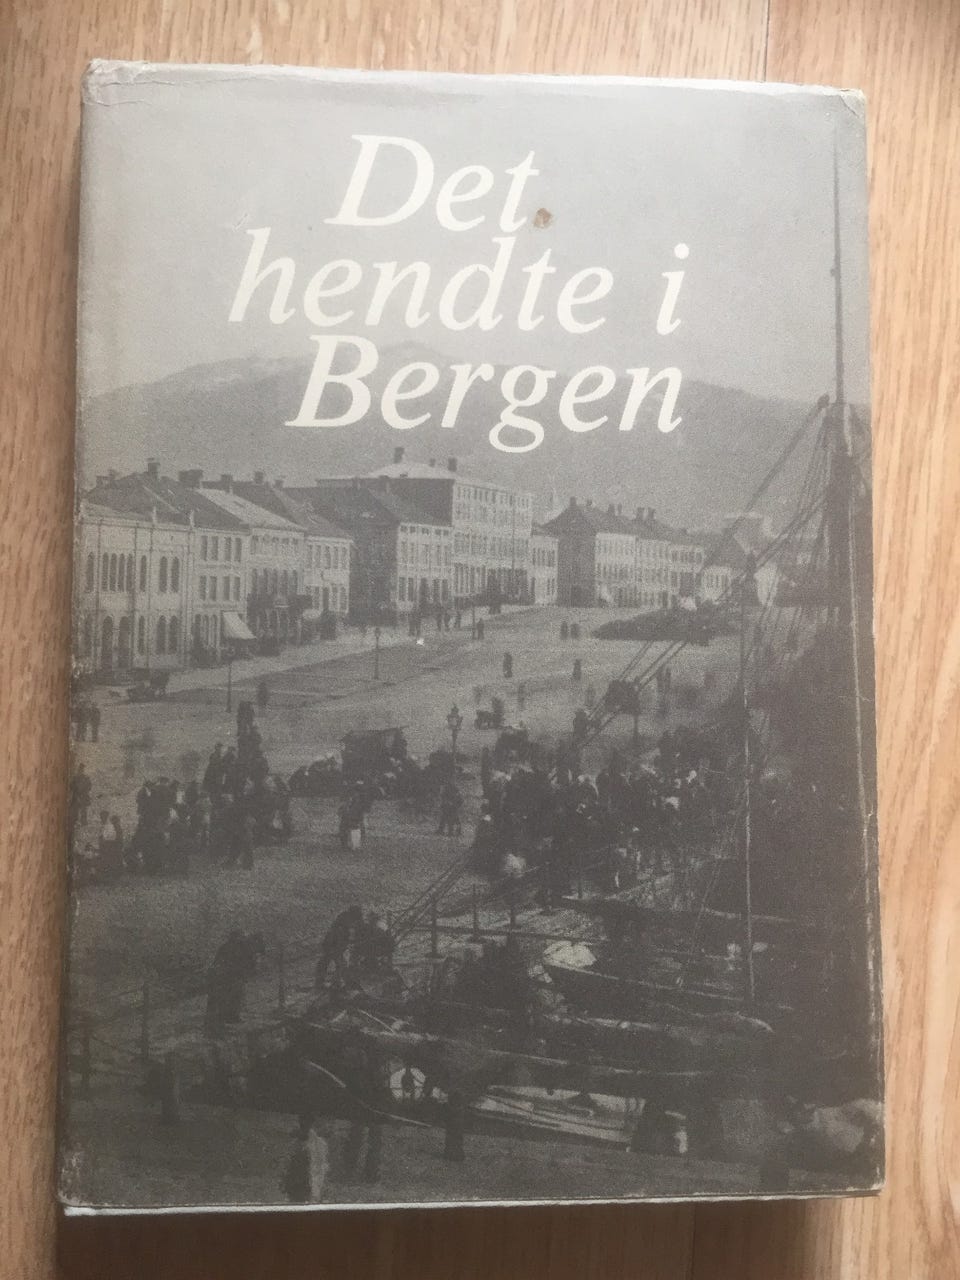 Det
hendte i
Bergen